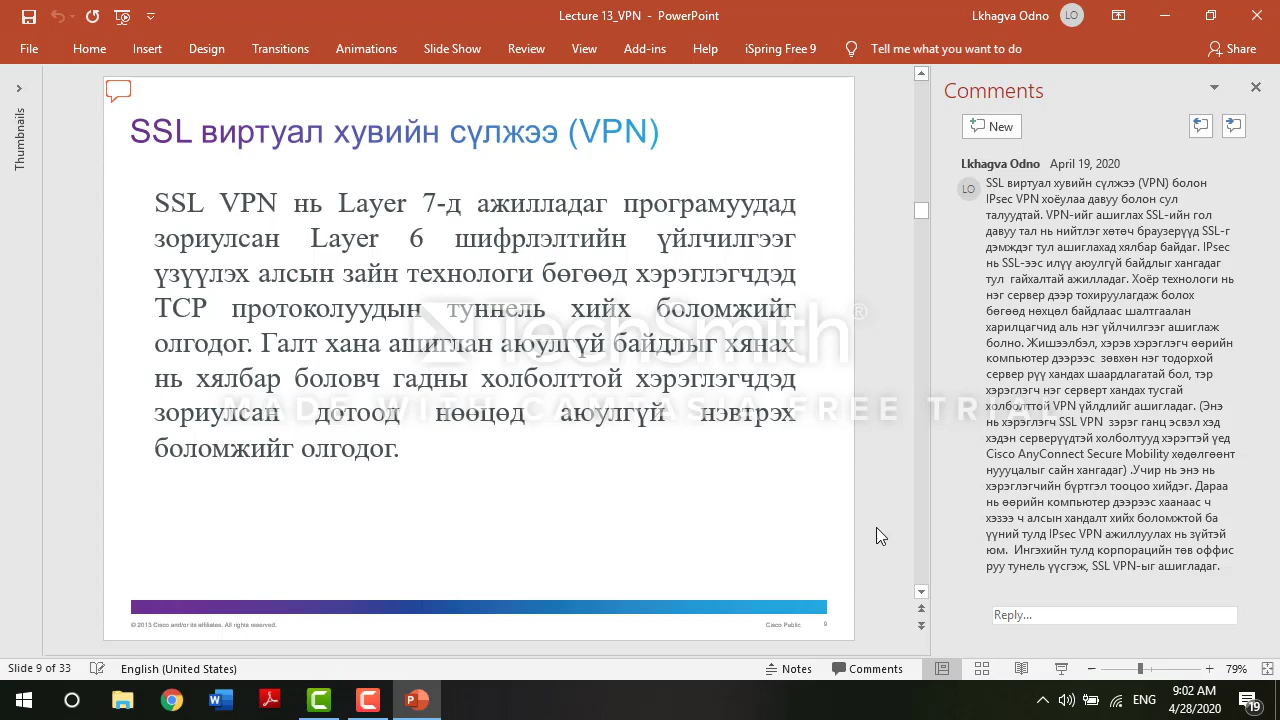 Lecture 13_VPN - PowerPoint
Lkhagva Odno
LO
File Home Insert Design Transitions Animations Slide Show Review View Add-ins Help iSpring Free 9 Tell me what you want to do
Share
Thumbnails
SSL виртуал хувийн сүлжээ (VPN)
SSL VPN нь Layer 7-д ажилладаг програмуудад
зориулсан Layer 6 шифрлэлтийн үйлчилгээг
үзүүлэх алсын зайн технологи бөгөөд хэрэглэгчдэд
TCP протоколуудын туннель хийх боломжийг
олгодог. Галт хана ашиглан аюулгүй байдлыг хянах
нь хялбар боловч гадны холболттой хэрэглэгчдэд
зориулсан дотоод нөөцөд аюулгүй нэвтрэх
боломжийг олгодог.
TechSmith®
MADE WITH CAMTASIA FREE TRIAL
© 2013 Cisco and/or its affiliates. All rights reserved.
Cisco Public
9
Comments
New
Lkhagva Odno April 19, 2020
LO
SSL виртуал хувийн сүлжээ (VPN) болон
IPsec VPN хоёулаа давуу болон сул
талуудтай. VPN-ийг ашиглах SSL-ийн гол
давуу тал нь нийтлэг хөтөч браузерүүд SSL-г
дэмждэг тул ашиглахад хялбар байдаг. IPsec
нь SSL-ээс илүү аюулгүй байдлыг хангадаг
тул гайхалтай ажилладаг. Хоёр технологи нь
нэг сервер дээр тохируулагдаж болох
бөгөөд нөхцөл байдлаас шалтгаалан
харилцагчид аль нэг үйлчилгээг ашиглаж
болно. Жишээлбэл, хэрэв хэрэглэгч өөрийн
компьютер дээрээс зөвхөн нэг тодорхой
сервер рүү хандах шаардлагатай бол, тэр
хэрэглэгч нэг серверт хандах тусгай
холболттой VPN үйлдлийг ашигладаг. (Энэ
нь хэрэглэгч SSL VPN зэрэг ганц эсвэл хэд
хэдэн серверүүдтэй холболтууд хэрэгтэй үед
Cisco AnyConnect Secure Mobility хөдөлгөөнт
нуууцалыг сайн хангадаг) .Учир нь энэ нь
хэрэглэгчийн бүртгэл тооцоо хийдэг. Дараа
нь өөрийн компьютер дээрээс хаанаас ч
хэзээ ч алсын хандалт хийх боломжтой ба
үүний тулд IPsec VPN ажиллуулах нь зүйтэй
юм. Ингэхийн тулд корпорацийн төв оффис
руу тунель үүсгэж, SSL VPN-ыг ашигладаг.
Reply...
Slide 9 of 33
English (United States)
Notes
Comments
79%
ENG
9:02 AM
4/28/2020
19